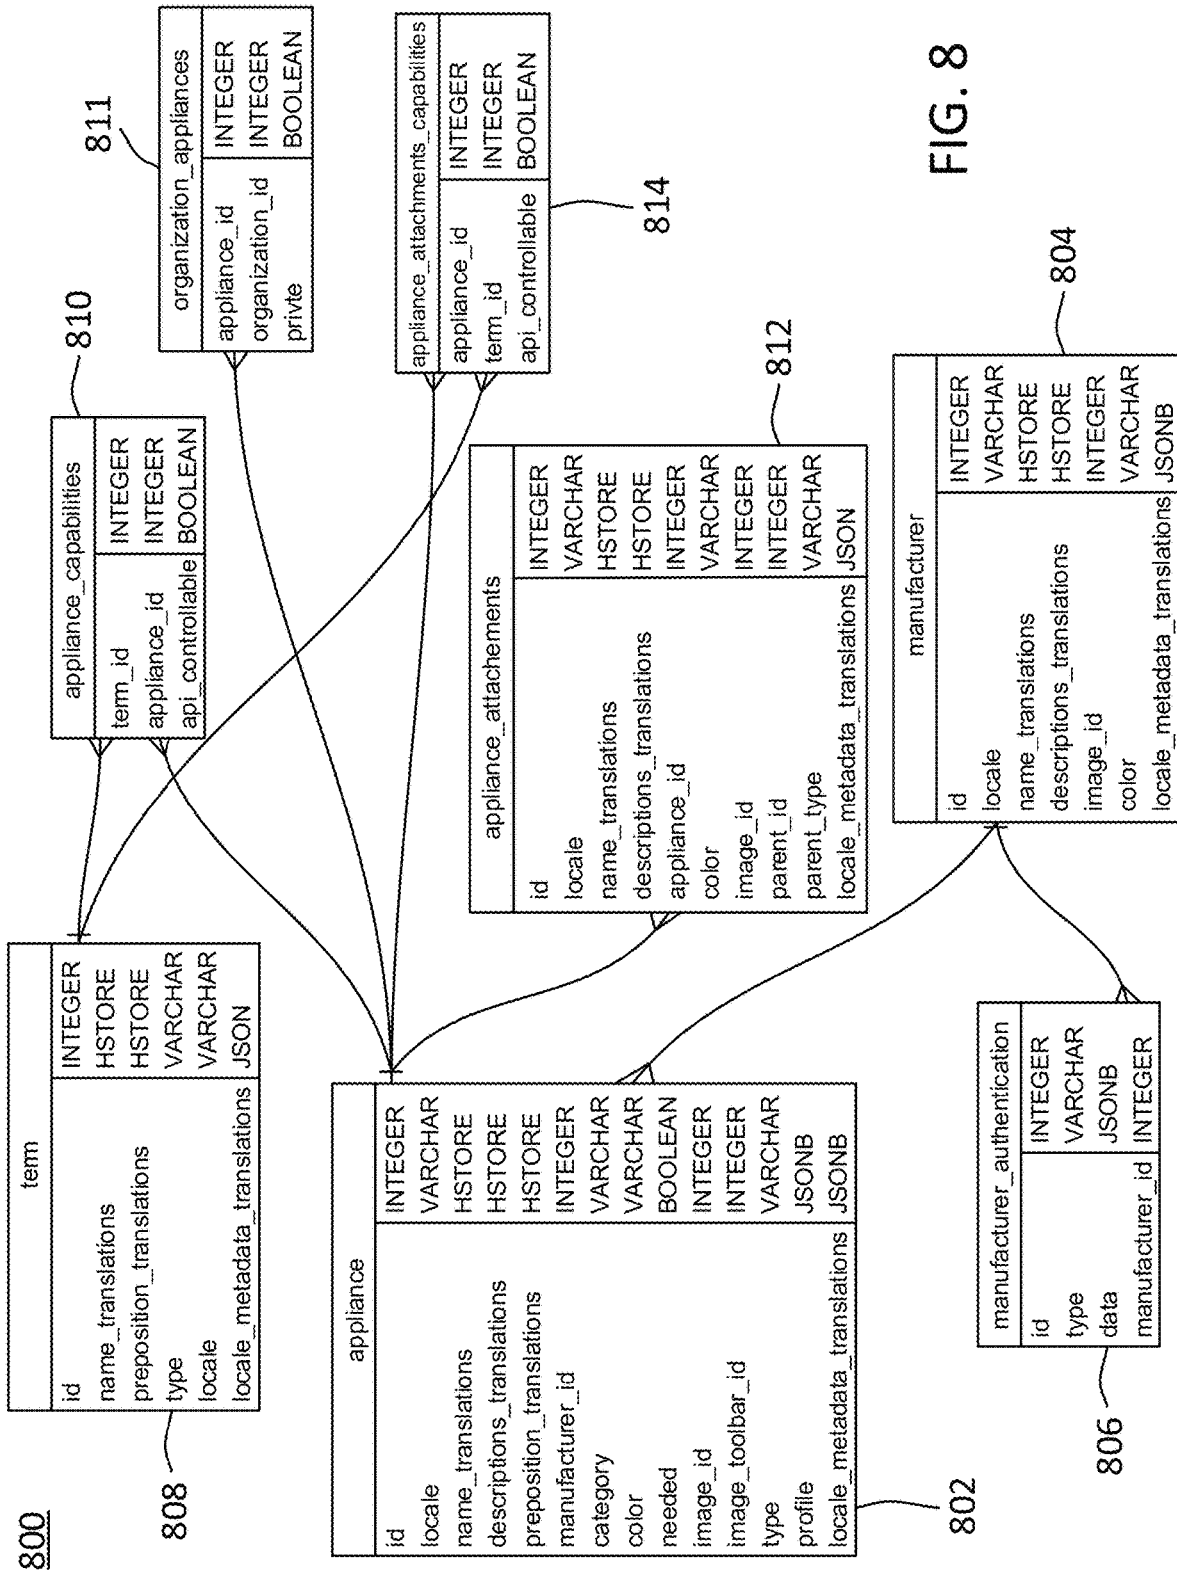 800
term
id INTEGER
name_translations HSTORE
preposition_translations HSTORE
type VARCHAR
locale VARCHAR
locale_metadata_translations JSON
808
appliance_capabilities
term_id INTEGER
appliance_id INTEGER
api_controllable BOOLEAN
810
organization_appliances
appliance_id INTEGER
organization_id INTEGER
privte BOOLEAN
811
appliance
id INTEGER
locale VARCHAR
name_translations HSTORE
descriptions_translations HSTORE
preposition_translations HSTORE
manufacturer_id INTEGER
category VARCHAR
color VARCHAR
needed BOOLEAN
image_id INTEGER
image_toolbar_id INTEGER
type VARCHAR
profile JSONB
locale_metadata_translations JSONB
802
appliance_attachements
id INTEGER
locale VARCHAR
name_translations HSTORE
descriptions_translations HSTORE
appliance_id INTEGER
color VARCHAR
image_id INTEGER
parent_id INTEGER
parent_type VARCHAR
locale_metadata_translations JSON
812
appliance_attachments_capabilities
appliance_id INTEGER
term_id INTEGER
api_controllable BOOLEAN
814
manufacturer_authentication
id INTEGER
type VARCHAR
data JSONB
manufacturer_id INTEGER
806
manufacturer
id INTEGER
locale VARCHAR
name_translations HSTORE
descriptions_translations HSTORE
image_id INTEGER
color VARCHAR
locale_metadata_translations JSONB
804
FIG. 8